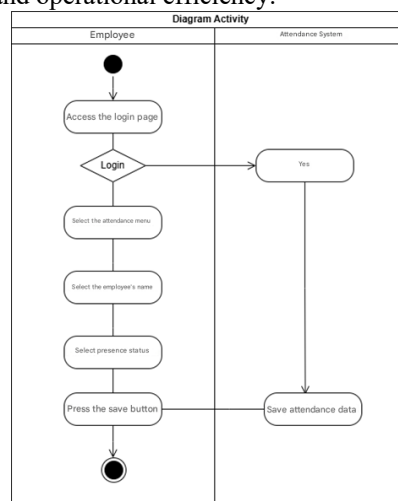 and operational efficiency.
Diagram Activity
Employee
Attendance System
Access the login page
Login
Yes
Select the attendance menu
Select the employee's name
Select presence status
Press the save button
Save attendance data